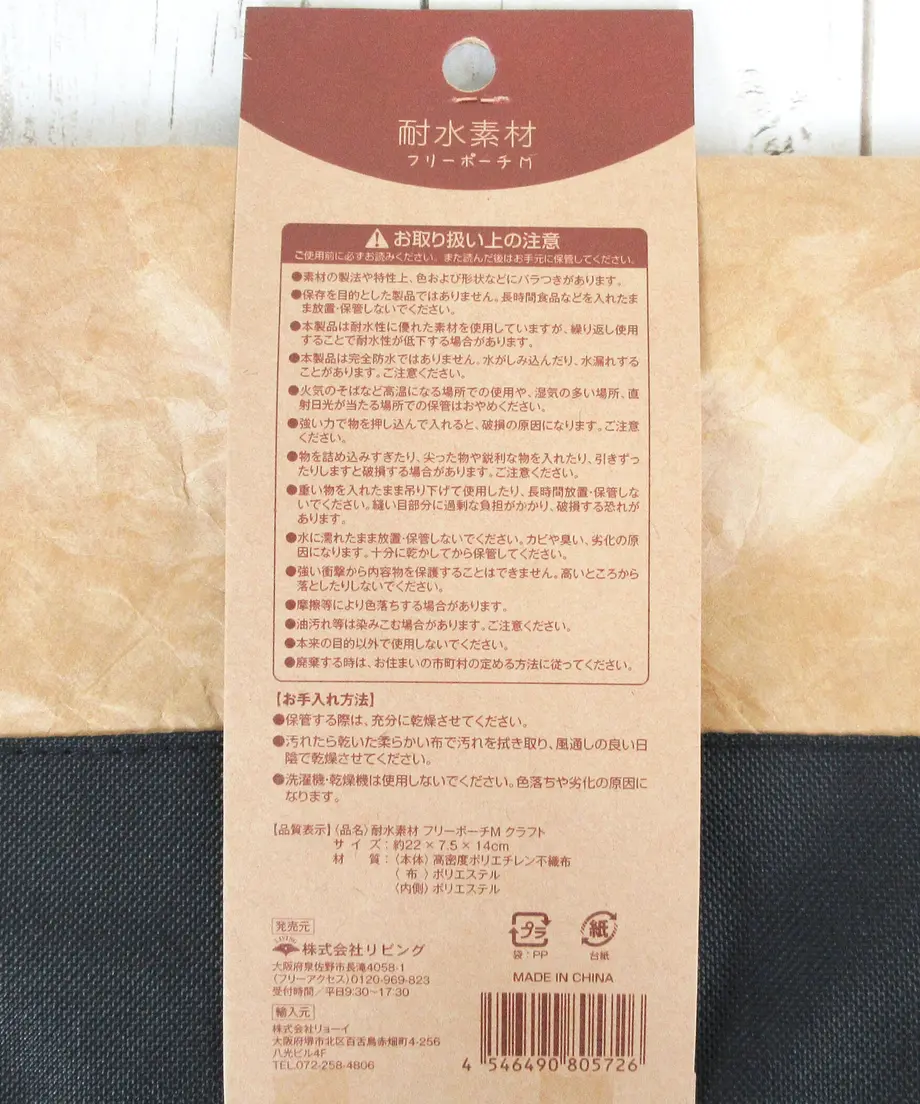 耐水素材
フリーポーチM
お取り扱い上の注意
ご使用前に必ずお読みください。また読んだ後はお手元に保管してください。
●素材の製法や特性上、色および形状などにバラつきがあります。
●保存を目的とした製品ではありません。長時間食品などを入れたま
ま放置・保管しないでください。
●本製品は耐水性に優れた素材を使用していますが、繰り返し使用
することで耐水性が低下する場合があります。
●本製品は完全防水ではありません。水がしみ込んだり、水漏れする
ことがあります。ご注意ください。
●火気のそばなど高温になる場所での使用や、湿気の多い場所、直
射日光が当たる場所での保管はおやめください。
●強い力で物を押し込んで入れると、破損の原因になります。ご注意
ください。
●物を詰め込みすぎたり、尖った物や鋭利な物を入れたり、引きずっ
たりしますと破損する場合があります。ご注意ください。
●重い物を入れたまま吊り下げて使用したり、長時間放置・保管しな
いでください。縫い目部分に過剰な負担がかかり、破損する恐れが
あります。
●水に濡れたまま放置・保管しないでください。カビや臭い、劣化の原
因になります。十分に乾かしてから保管してください。
●強い衝撃から内容物を保護することはできません。高いところから
落としたりしないでください。
●摩擦等により色落ちする場合があります。
●油汚れ等は染みこむ場合があります。ご注意ください。
●本来の目的以外で使用しないでください。
●廃棄する時は、お住まいの市町村の定める方法に従ってください。
【お手入れ方法】
●保管する際は、充分に乾燥させてください。
●汚れたら乾いた柔らかい布で汚れを拭き取り、風通しの良い日
陰で乾燥させてください。
●洗濯機・乾燥機は使用しないでください。色落ちや劣化の原因に
なります。
【品質表示】〈品名〉耐水素材 フリーポーチM クラフト
サイズ：約22×7.5×14cm
材質：〈本体〉高密度ポリエチレン不織布
〈布〉ポリエステル
〈内側〉ポリエステル
発売元
LIVING
株式会社リビング
大阪府泉佐野市長滝4058-1
〈フリーアクセス〉0120-969-823
受付時間／平日9:30〜17:30
輸入元
株式会社リョーイ
大阪府堺市北区百舌鳥赤畑町4-256
八光ビル4F
TEL.072-258-4806
プラ
袋：PP
紙
台紙
MADE IN CHINA
4 546490 805726